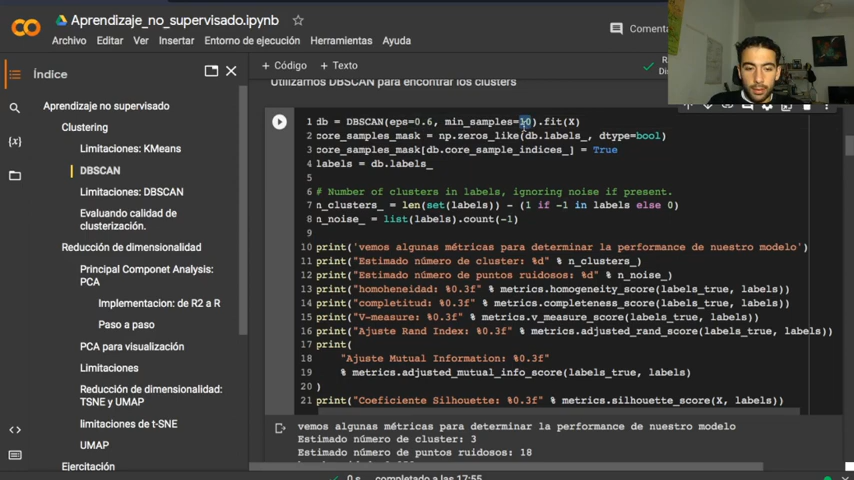 Aprendizaje_no_supervisado.ipynb
Comenta
Archivo Editar Ver Insertar Entorno de ejecución Herramientas Ayuda
+ Código + Texto
Índice
Aprendizaje no supervisado
Clustering
Limitaciones: KMeans
DBSCAN
Limitaciones: DBSCAN
Evaluando calidad de
clusterización.
Reducción de dimensionalidad
Principal Componet Analysis:
PCA
Implementacion: de R2 a R
Paso a paso
PCA para visualización
Limitaciones
Reducción de dimensionalidad:
TSNE y UMAP
limitaciones de t-SNE
UMAP
Ejercitación
Utilizamos DBSCAN para encontrar los clusters
1 db = DBSCAN(eps=0.6, min_samples=10).fit(X)
2 core_samples_mask = np.zeros_like(db.labels_, dtype=bool)
3 core_samples_mask[db.core_sample_indices_] = True
4 labels = db.labels_
5
6 # Number of clusters in labels, ignoring noise if present.
7 n_clusters_ = len(set(labels)) - (1 if -1 in labels else 0)
8 n_noise_ = list(labels).count(-1)
9
10 print('vemos algunas métricas para determinar la performance de nuestro modelo')
11 print("Estimado número de cluster: %d" % n_clusters_)
12 print("Estimado número de puntos ruidosos: %d" % n_noise_)
13 print("homoheneidad: %0.3f" % metrics.homogeneity_score(labels_true, labels))
14 print("completitud: %0.3f" % metrics.completeness_score(labels_true, labels))
15 print("V-measure: %0.3f" % metrics.v_measure_score(labels_true, labels))
16 print("Ajuste Rand Index: %0.3f" % metrics.adjusted_rand_score(labels_true, labels))
17 print(
18 "Ajuste Mutual Information: %0.3f"
19 % metrics.adjusted_mutual_info_score(labels_true, labels)
20 )
21 print("Coeficiente Silhouette: %0.3f" % metrics.silhouette_score(X, labels))
vemos algunas métricas para determinar la performance de nuestro modelo
Estimado número de cluster: 3
Estimado número de puntos ruidosos: 18
0 s completado a las 17:55